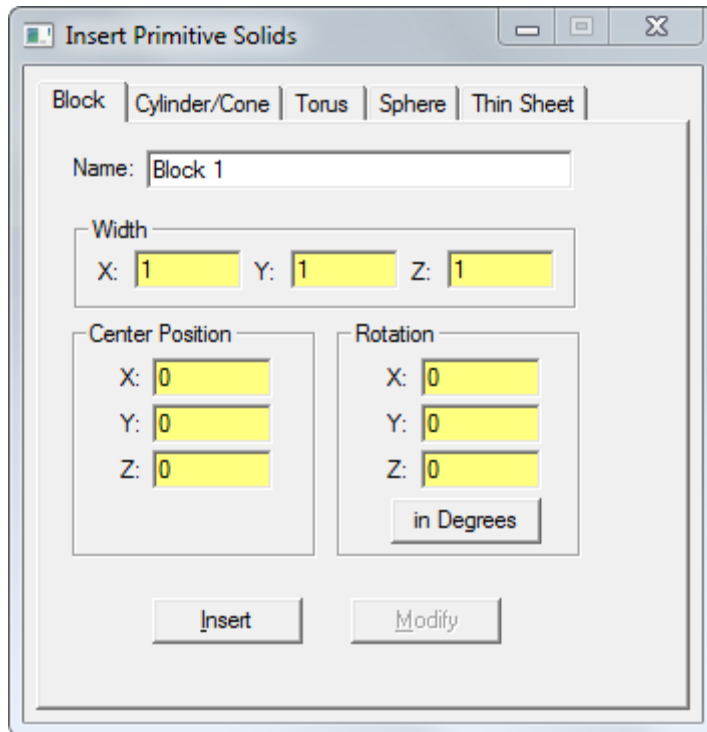 Insert Primitive Solids
Block Cylinder/Cone Torus Sphere Thin Sheet
Name: Block 1
Width
X: 1 Y: 1 Z: 1
Center Position Rotation
X: 0 X: 0
Y: 0 Y: 0
Z: 0 Z: 0
in Degrees
Insert Modify